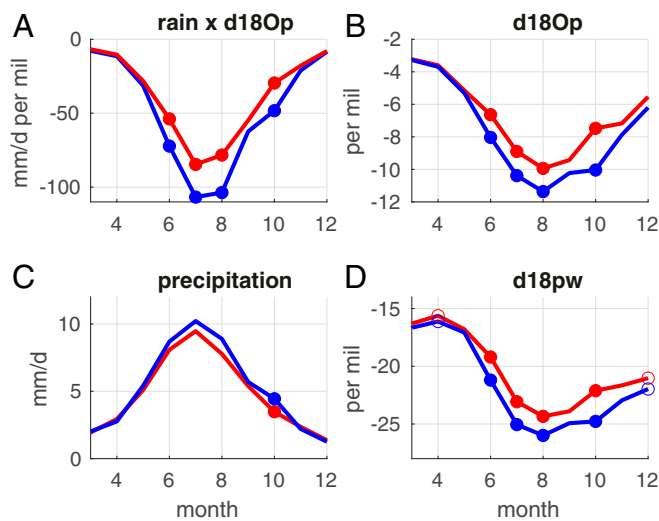 A rain x d18Op
B d18Op
mm/d per mil
0
-50
-100
4 6 8 10 12
per mil
-2
-4
-6
-8
-10
-12
4 6 8 10 12
C precipitation
D d18pw
mm/d
10
5
0
4 6 8 10 12
month
per mil
-15
-20
-25
4 6 8 10 12
month